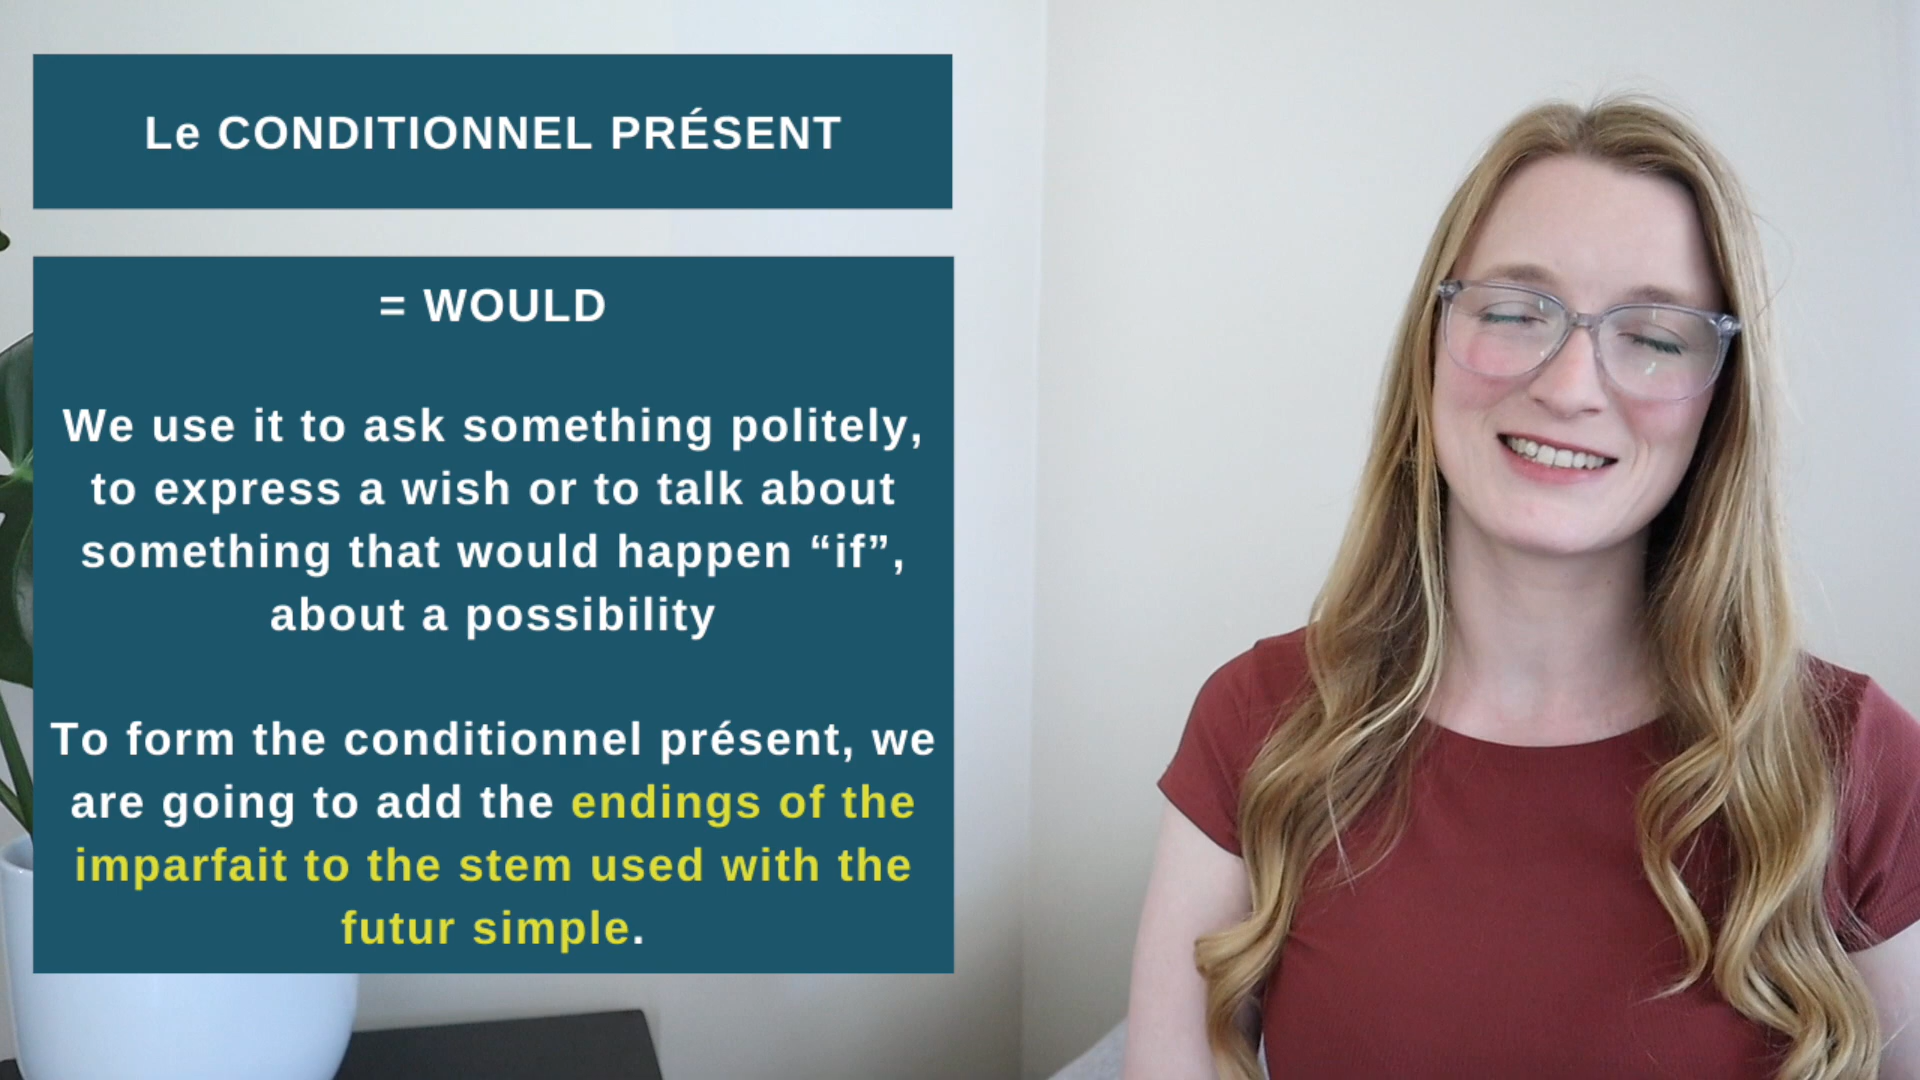 Le CONDITIONNEL PRÉSENT
= WOULD
We use it to ask something politely,
to express a wish or to talk about
something that would happen “if”,
about a possibility
To form the conditionnel présent, we
are going to add the endings of the
imparfait to the stem used with the
futur simple.